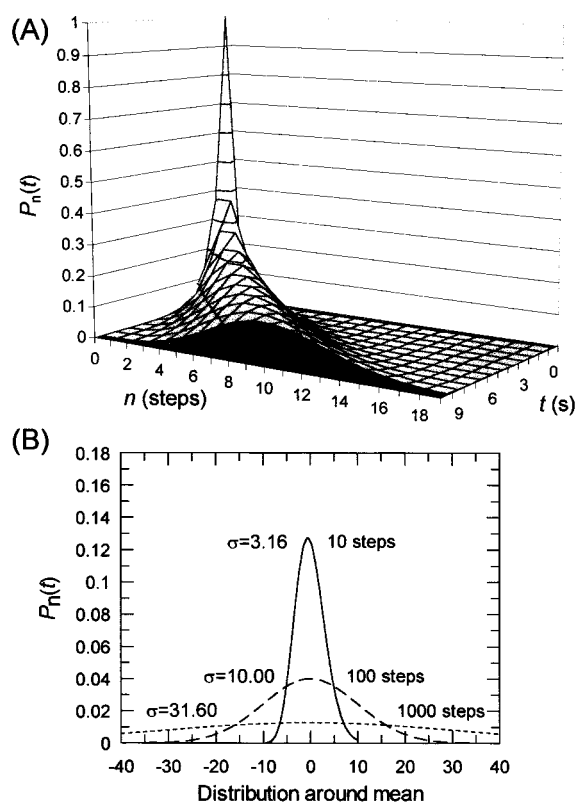 (A)
1
0.9
0.8
0.7
0.6
0.5
0.4
0.3
0.2
0.1
0
Pn(t)
0 2 4 6 8 10 12 14 16 18
n (steps)
9 6 3 0
t (s)
(B)
0.18
0.16
0.14
0.12
0.1
0.08
0.06
0.04
0.02
0
Pn(t)
σ=3.16 10 steps
σ=10.00 100 steps
σ=31.60 1000 steps
-40 -30 -20 -10 0 10 20 30 40
Distribution around mean